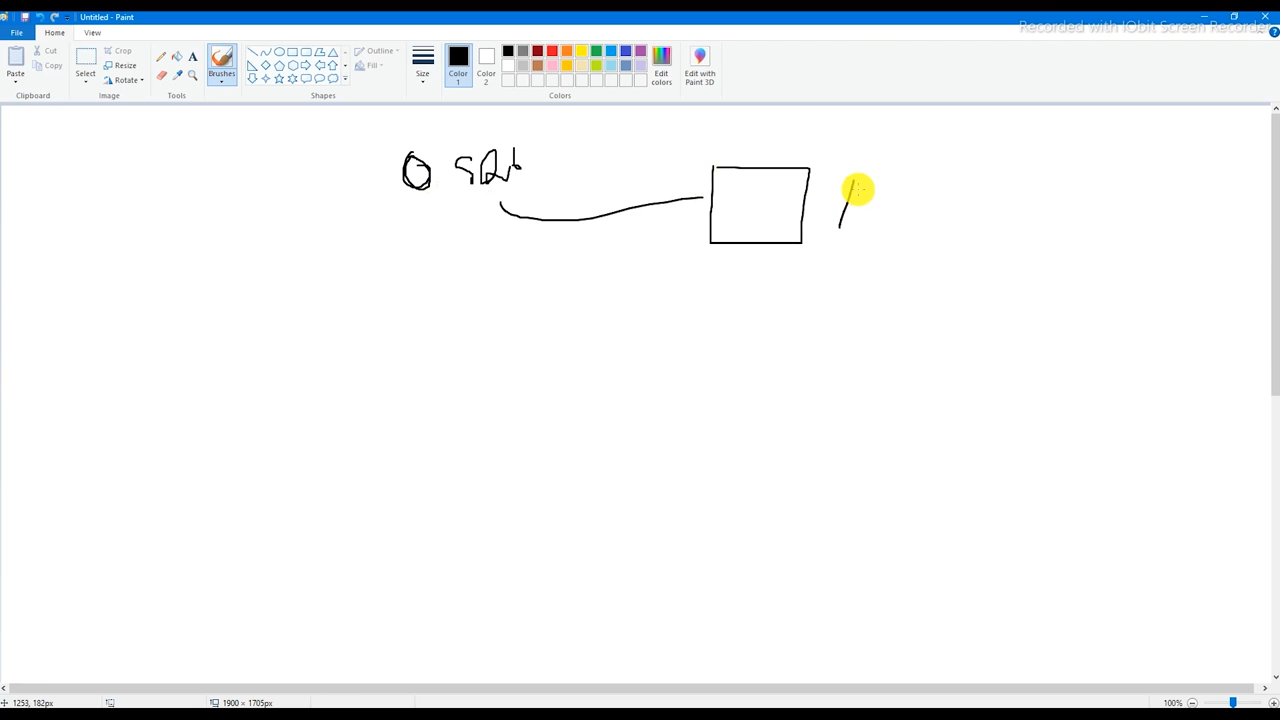 Untitled - Paint
Recorded with IObit Screen Recorder
File Home View
Paste
Cut
Copy
Clipboard
Select
Crop
Resize
Rotate
Image
Tools
Brushes
Shapes
Outline
Fill
Size
Color 1
Color 2
Colors
Edit colors
Edit with Paint 3D
1253, 182px
1900 × 1705px
100%